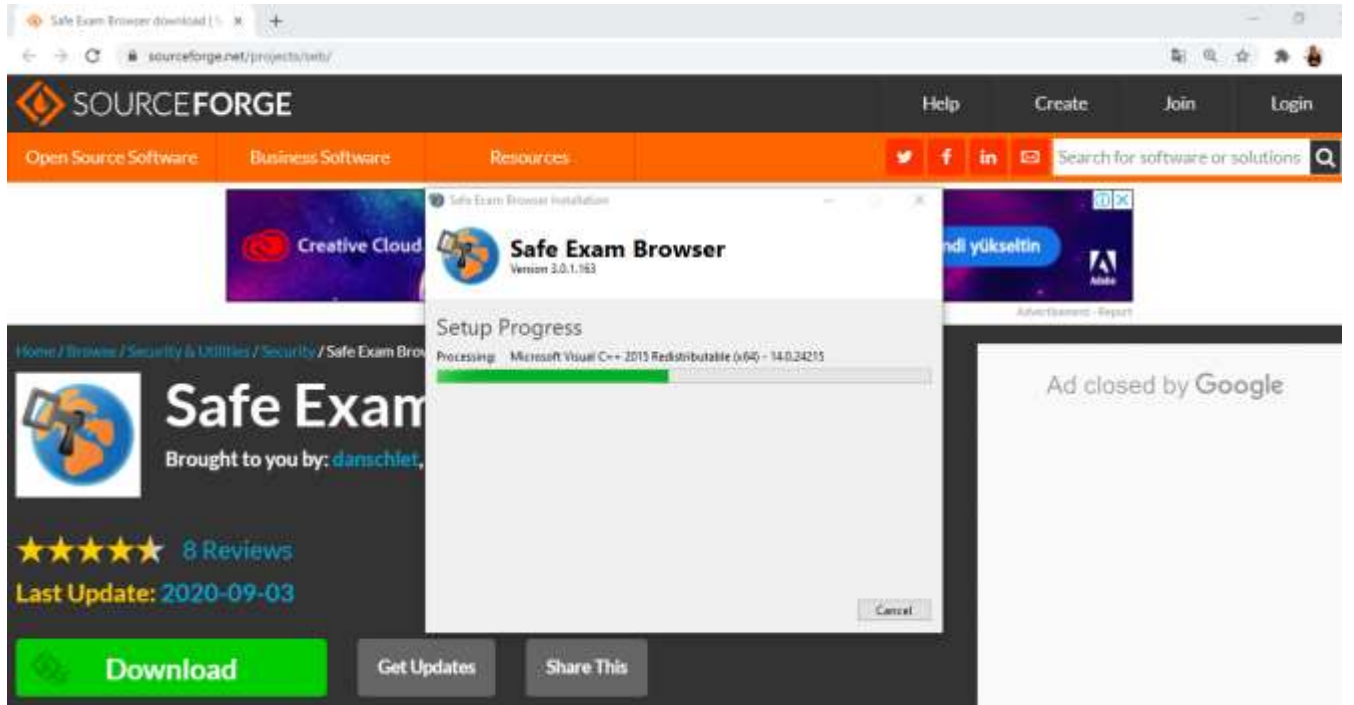 Safe Exam Browser download |
sourceforge.net/projects/seb/
SOURCEFORGE
Help Create Join Login
Open Source Software Business Software Resources
f in Search for software or solutions
Creative Cloud
ndi yükseltin
Adobe
Advertisement - Report
Safe Exam Browser Installation
Safe Exam Browser
Version 3.0.1.163
Setup Progress
Processing: Microsoft Visual C++ 2015 Redistributable (x64) - 14.0.24215
Cancel
Home / Browse / Security & Utilities / Security / Safe Exam Brow
Safe Exam
Brought to you by: danschlet,
8 Reviews
Last Update: 2020-09-03
Download Get Updates Share This
Ad closed by Google